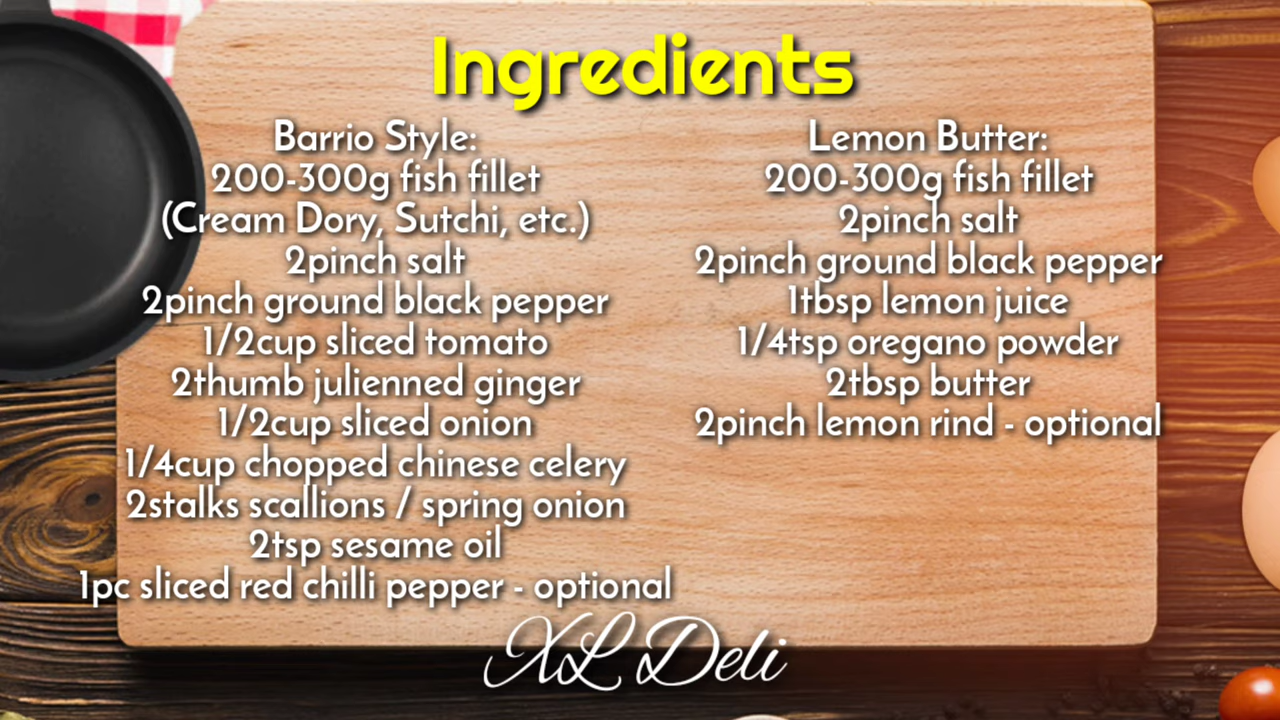 Ingredients
Barrio Style:
200-300g fish fillet
(Cream Dory, Sutchi, etc.)
2pinch salt
2pinch ground black pepper
1/2cup sliced tomato
2thumb julienned ginger
1/2cup sliced onion
1/4cup chopped chinese celery
2stalks scallions / spring onion
2tsp sesame oil
1pc sliced red chilli pepper - optional
Lemon Butter:
200-300g fish fillet
2pinch salt
2pinch ground black pepper
1tbsp lemon juice
1/4tsp oregano powder
2tbsp butter
2pinch lemon rind - optional
XL Deli